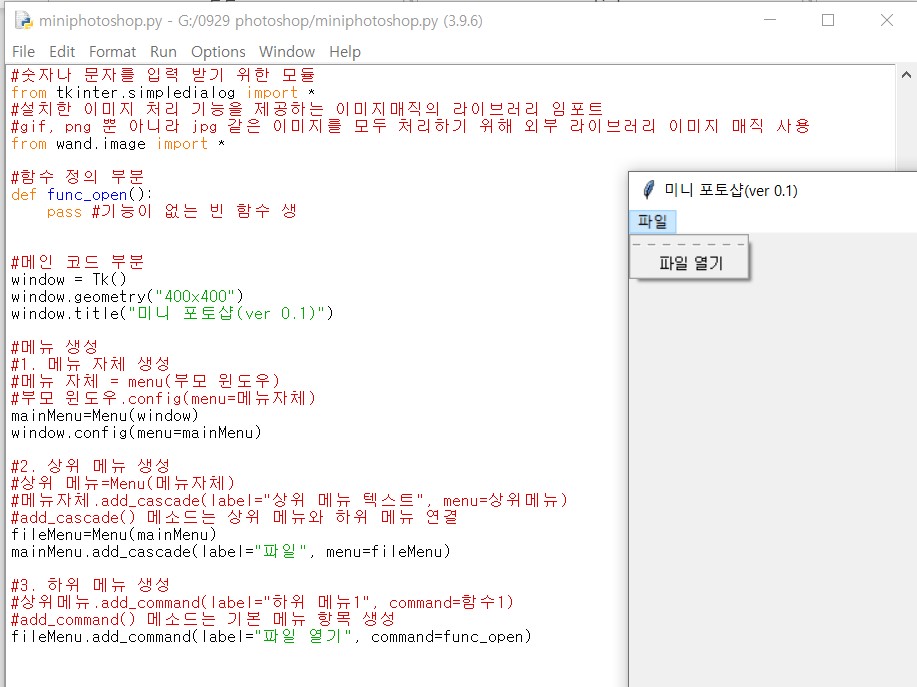 miniphotoshop.py - G:/0929 photoshop/miniphotoshop.py (3.9.6)
File Edit Format Run Options Window Help
#숫자나 문자를 입력 받기 위한 모듈
from tkinter.simpledialog import *
#설치한 이미지 처리 기능을 제공하는 이미지매직의 라이브러리 임포트
#gif, png 뿐 아니라 jpg 같은 이미지를 모두 처리하기 위해 외부 라이브러리 이미지 매직 사용
from wand.image import *
#함수 정의 부분
def func_open():
pass #기능이 없는 빈 함수 생
#메인 코드 부분
window = Tk()
window.geometry("400x400")
window.title("미니 포토샵(ver 0.1)")
#메뉴 생성
#1. 메뉴 자체 생성
#메뉴 자체 = menu(부모 윈도우)
#부모 윈도우.config(menu=메뉴자체)
mainMenu=Menu(window)
window.config(menu=mainMenu)
#2. 상위 메뉴 생성
#상위 메뉴=Menu(메뉴자체)
#메뉴자체.add_cascade(label="상위 메뉴 텍스트", menu=상위메뉴)
#add_cascade() 메소드는 상위 메뉴와 하위 메뉴 연결
fileMenu=Menu(mainMenu)
mainMenu.add_cascade(label="파일", menu=fileMenu)
#3. 하위 메뉴 생성
#상위메뉴.add_command(label="하위 메뉴1", command=함수1)
#add_command() 메소드는 기본 메뉴 항목 생성
fileMenu.add_command(label="파일 열기", command=func_open)
미니 포토샵(ver 0.1)
파일
파일 열기